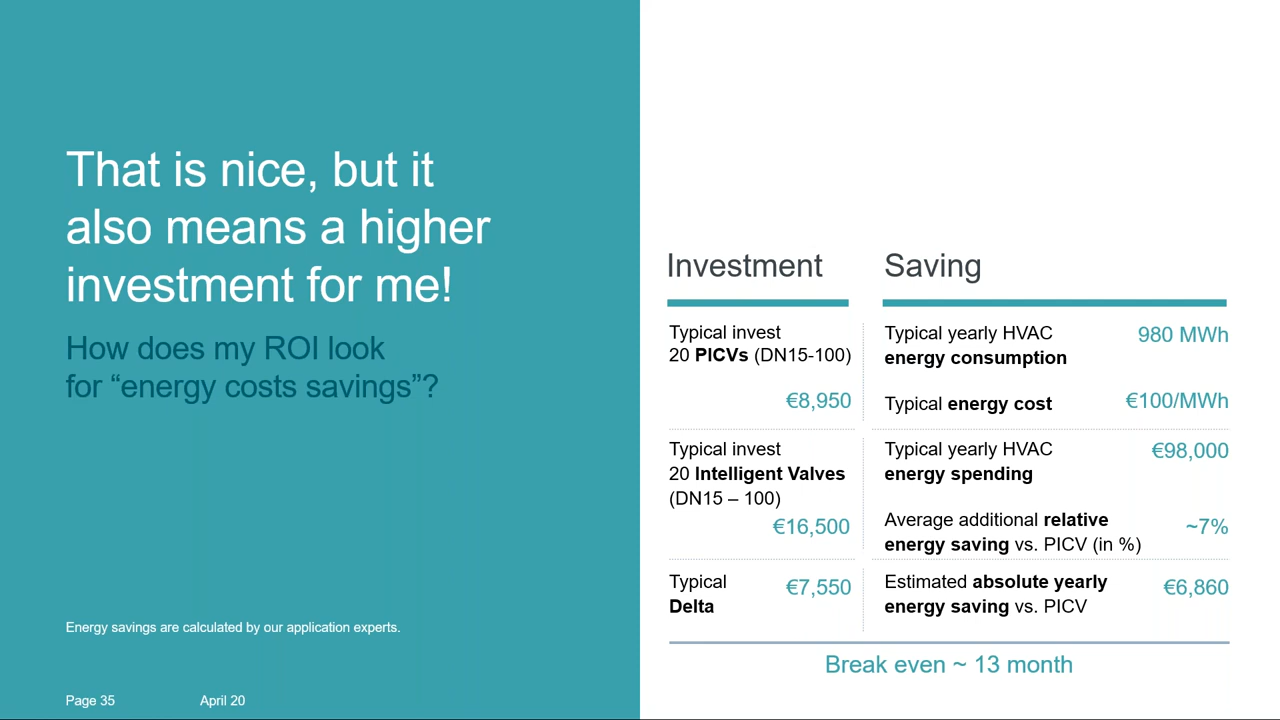 That is nice, but it
also means a higher
investment for me!
How does my ROI look
for “energy costs savings”?
Energy savings are calculated by our application experts.
Page 35
April 20
Investment
Typical invest
20 PICVs (DN15-100)
€8,950
Typical invest
20 Intelligent Valves
(DN15 – 100)
€16,500
Typical
Delta
€7,550
Saving
Typical yearly HVAC
energy consumption
980 MWh
Typical energy cost
€100/MWh
Typical yearly HVAC
energy spending
€98,000
Average additional relative
energy saving vs. PICV (in %)
~7%
Estimated absolute yearly
energy saving vs. PICV
€6,860
Break even ~ 13 month